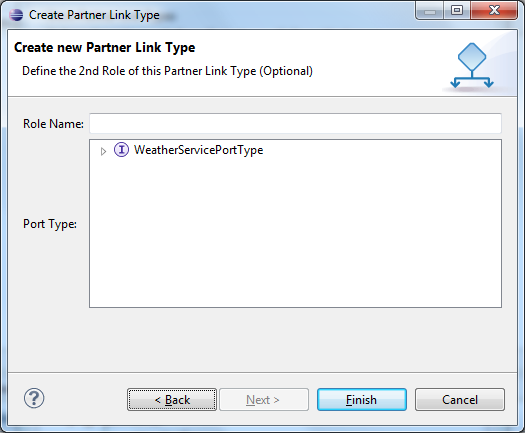 Create Partner Link Type
Create new Partner Link Type
Define the 2nd Role of this Partner Link Type (Optional)
Role Name:
WeatherServicePortType
Port Type:
< Back
Next >
Finish
Cancel